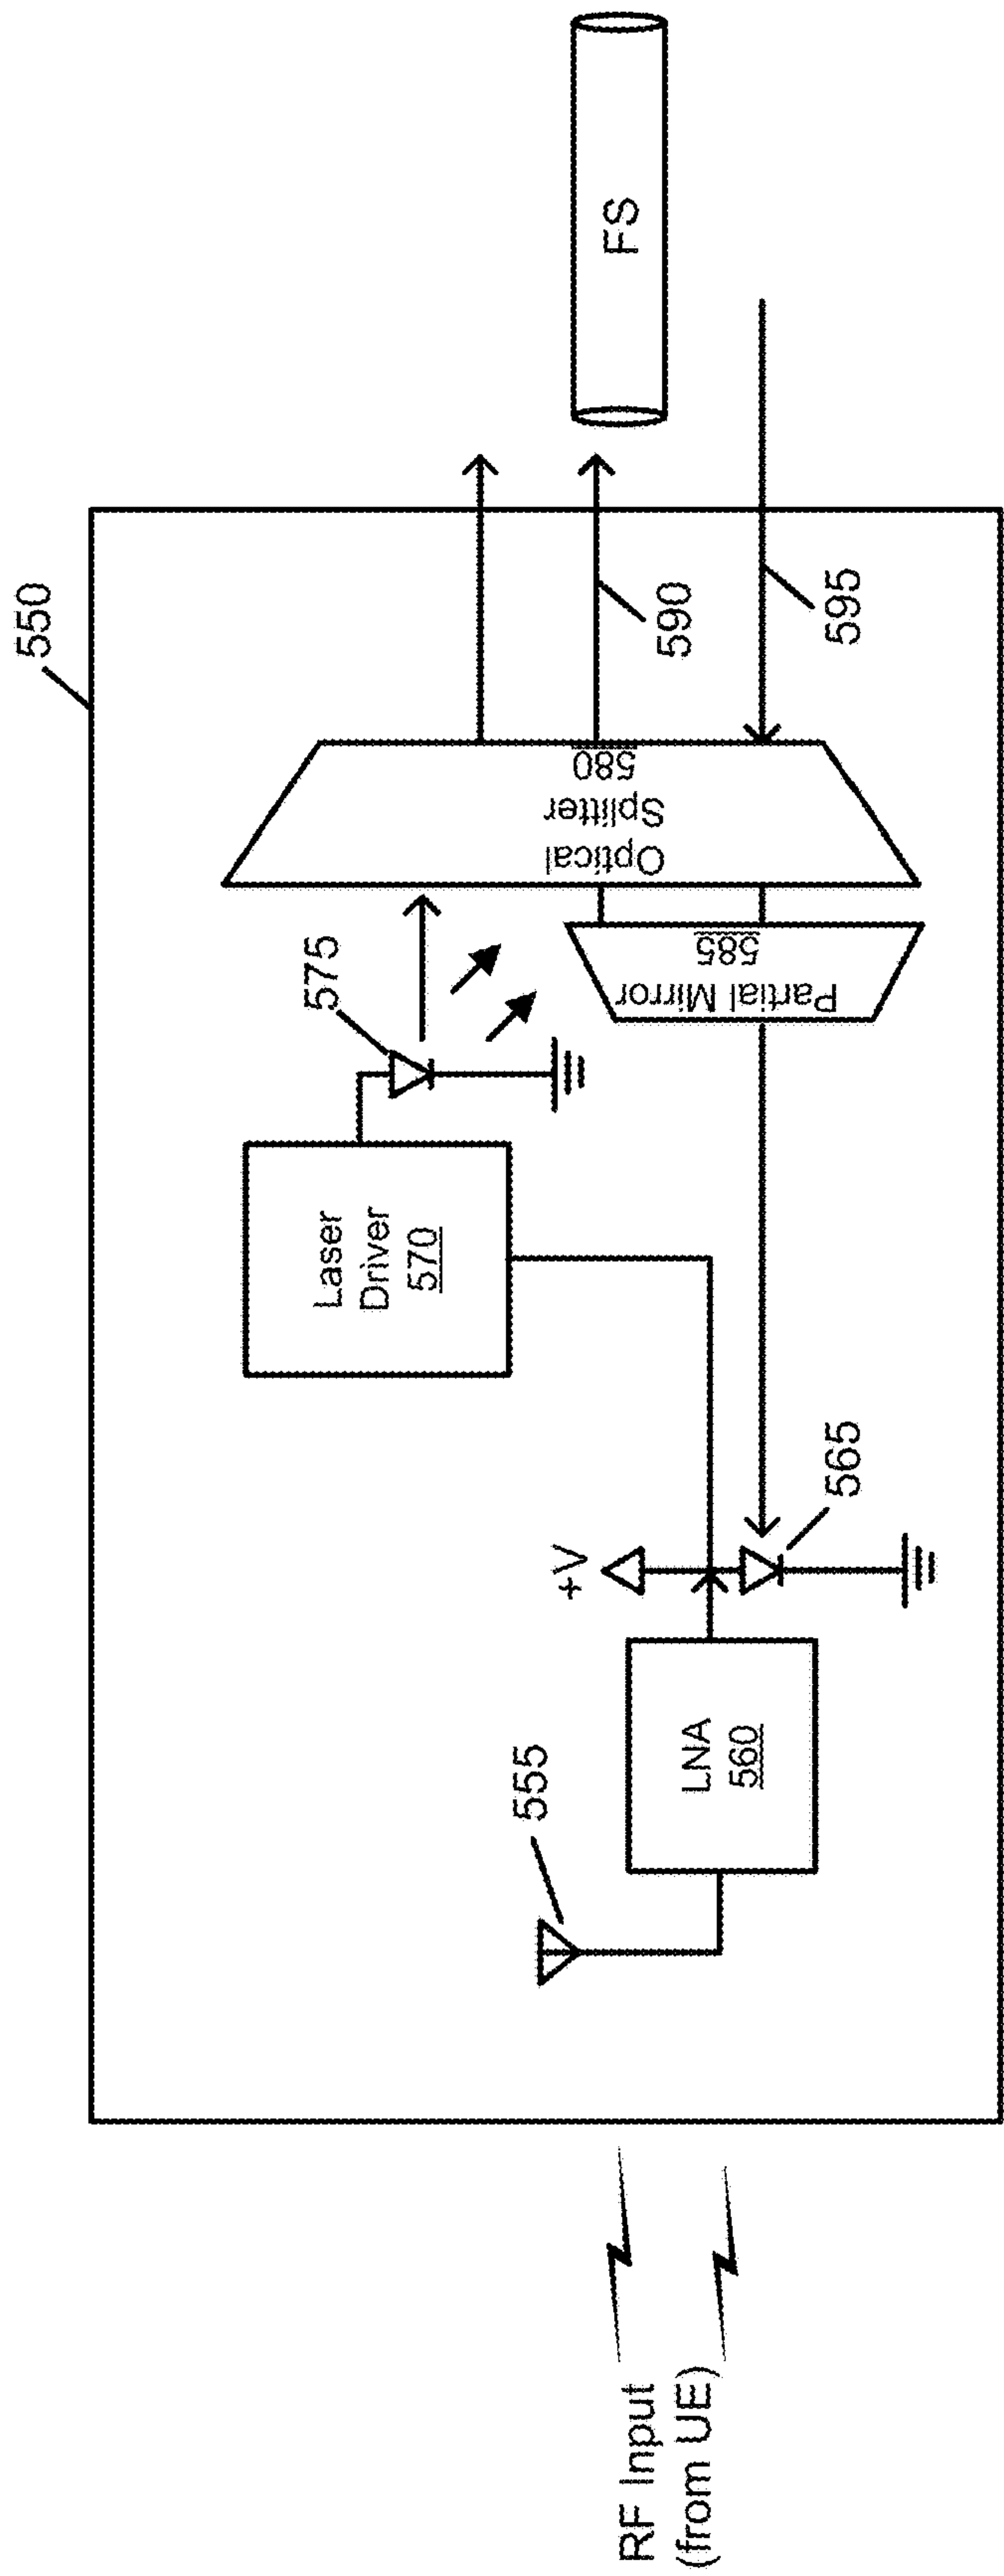 550
575
Laser
Driver
570
Optical
Splitter
580
590
FS
595
Partial Mirror
585
555
LNA
560
+V
565
RF Input
(from UE)